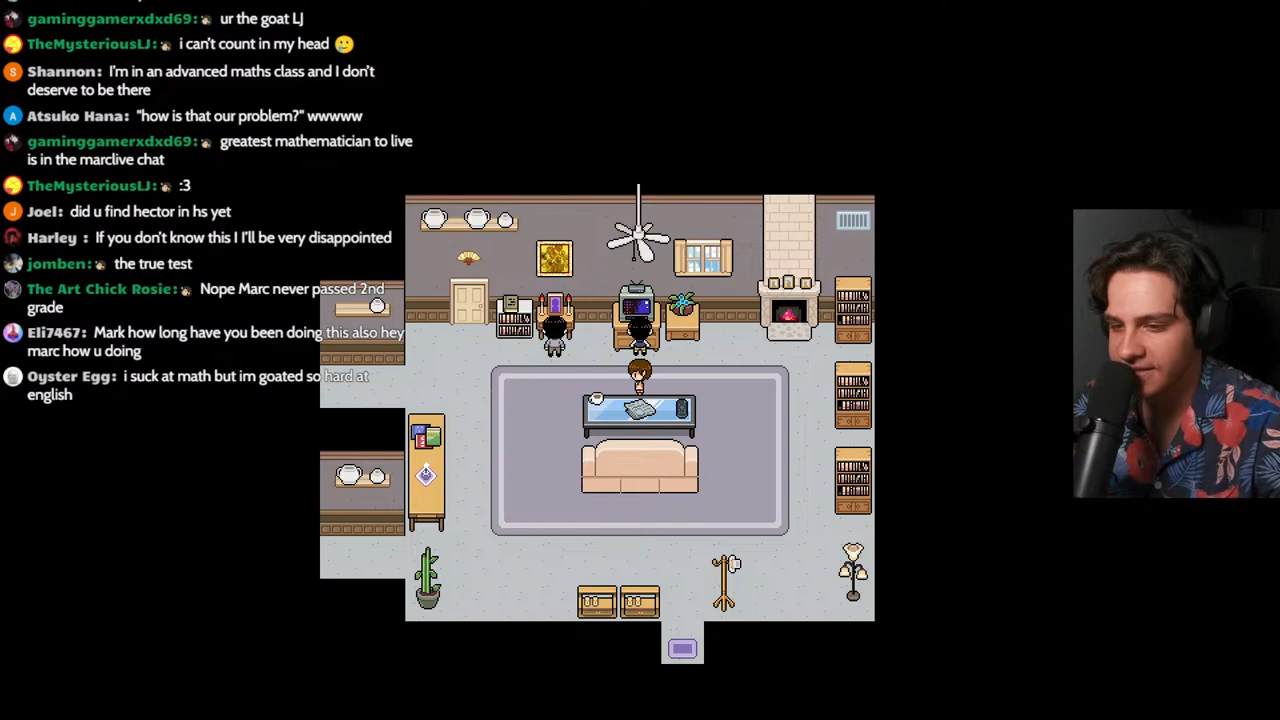 gaminggamerxdxd69: ur the goat LJ
TheMysteriousLJ: i can't count in my head 🥲
Shannon: I'm in an advanced maths class and I don't
deserve to be there
Atsuko Hana: "how is that our problem?" wwwww
gaminggamerxdxd69: greatest mathematician to live
is in the marclive chat
TheMysteriousLJ: :3
Joel: did u find hector in hs yet
Harley : If you don't know this I I'll be very disappointed
jomben: the true test
The Art Chick Rosie: Nope Marc never passed 2nd
grade
Eli7467: Mark how long have you been doing this also hey
marc how u doing
Oyster Egg: i suck at math but im goated so hard at
english